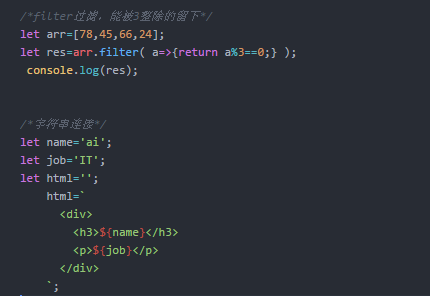 /*filter过滤，能被3整除的留下*/
let arr=[78,45,66,24];
let res=arr.filter( a=>{return a%3==0;} );
console.log(res);
/*字符串连接*/
let name='ai';
let job='IT';
let html='';
html=`
<div>
<h3>${name}</h3>
<p>${job}</p>
</div>
`;